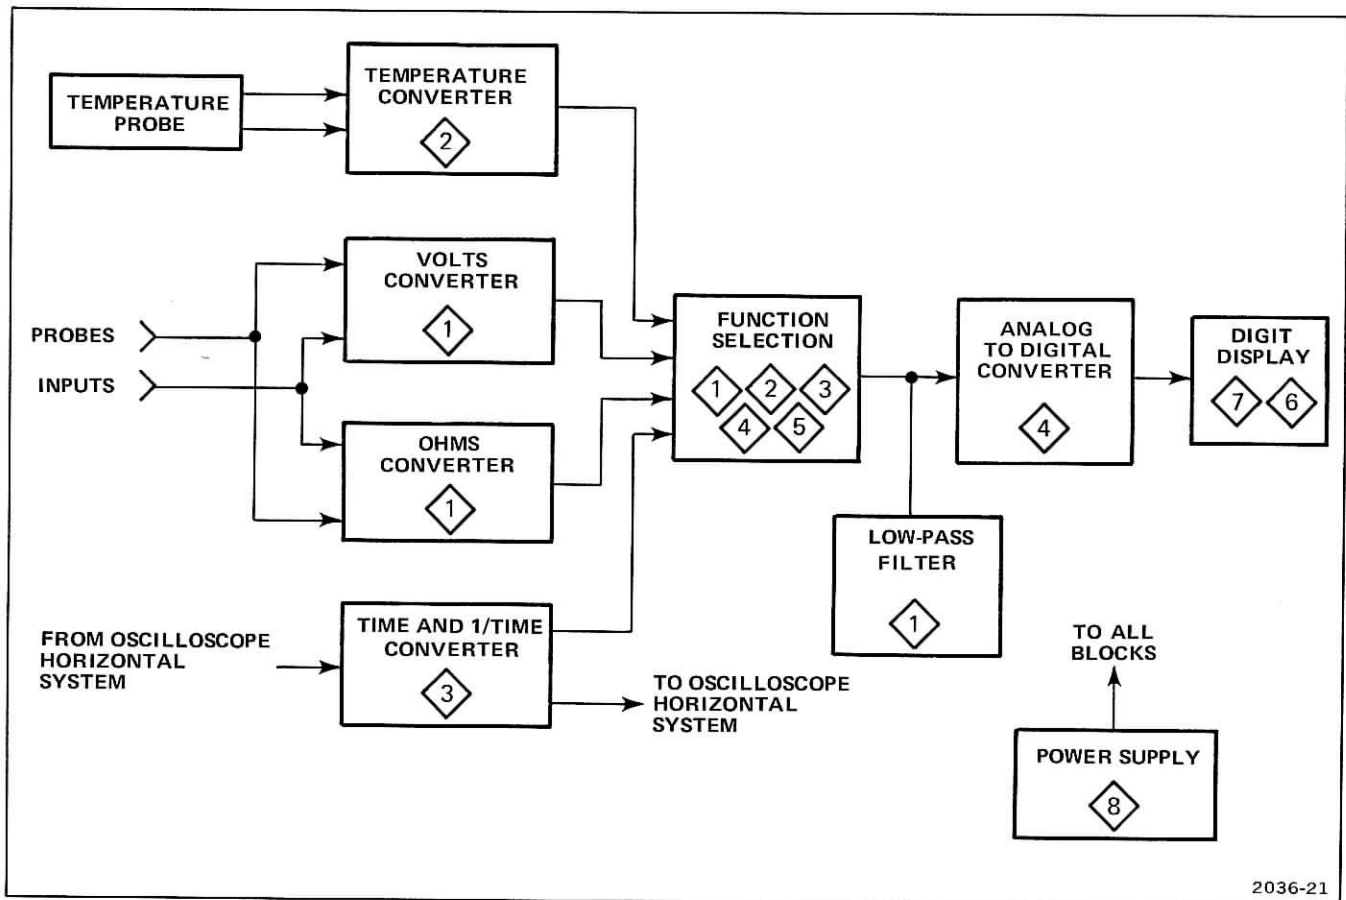 TEMPERATURE
PROBE
TEMPERATURE
CONVERTER
2
VOLTS
CONVERTER
1
PROBES
INPUTS
OHMS
CONVERTER
1
FROM OSCILLOSCOPE
HORIZONTAL
SYSTEM
TIME AND 1/TIME
CONVERTER
3
TO OSCILLOSCOPE
HORIZONTAL
SYSTEM
FUNCTION
SELECTION
1 2 3
4 5
ANALOG
TO DIGITAL
CONVERTER
4
DIGIT
DISPLAY
7 6
LOW-PASS
FILTER
1
TO ALL
BLOCKS
POWER SUPPLY
8
2036-21